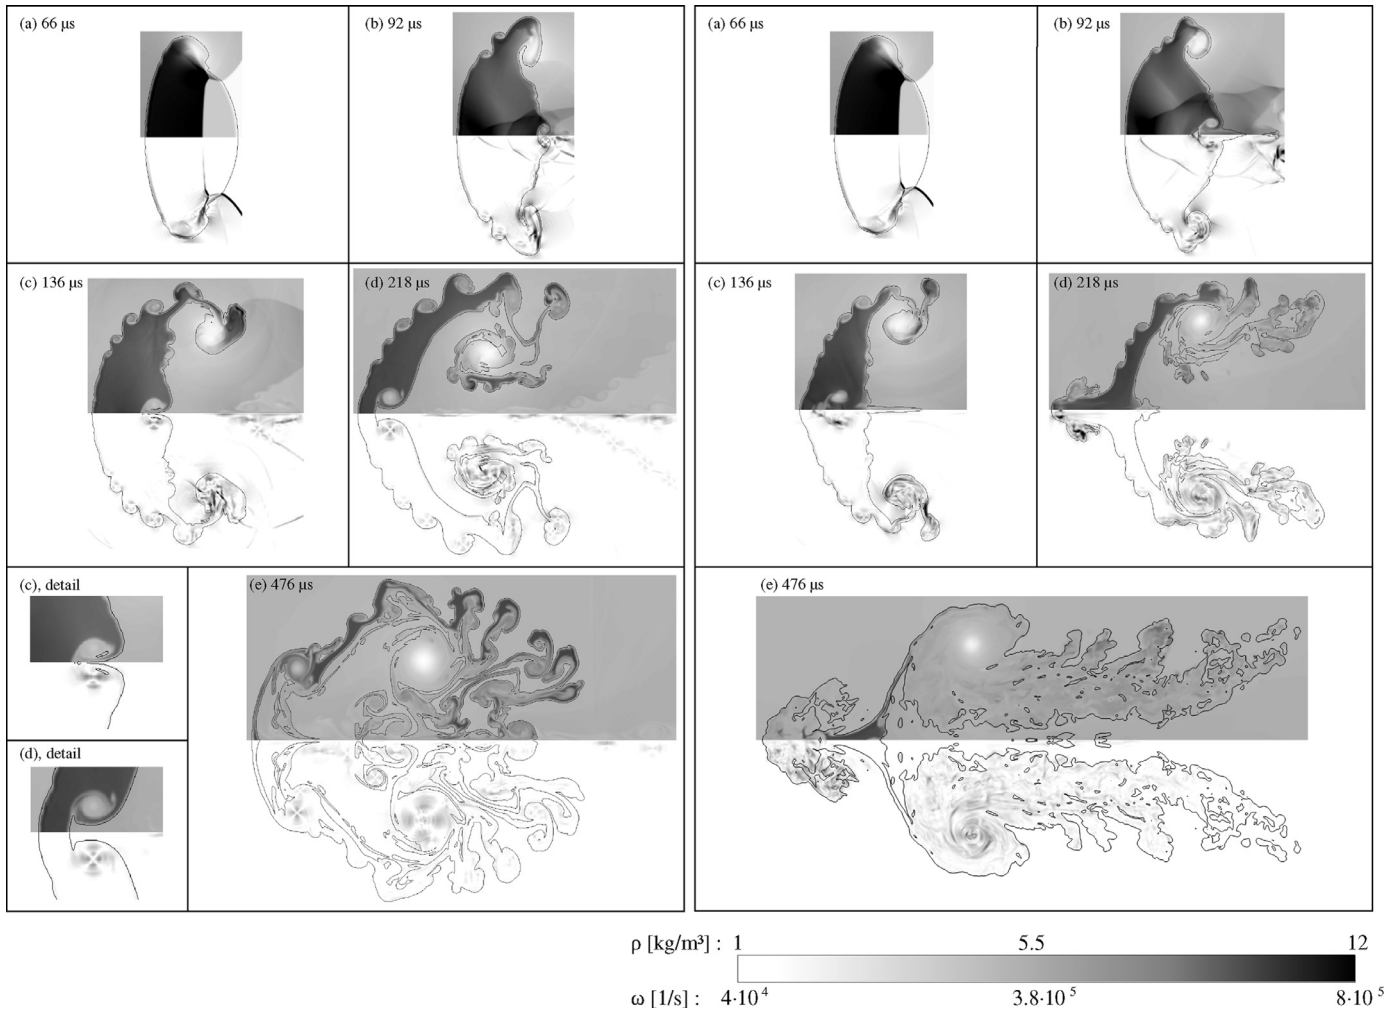 (a) 66 µs
(b) 92 µs
(c) 136 µs
(d) 218 µs
(c), detail
(d), detail
(e) 476 µs
(a) 66 µs
(b) 92 µs
(c) 136 µs
(d) 218 µs
(e) 476 µs
ρ [kg/m³] : 1 5.5 12
ω [1/s] : 4·10⁴ 3.8·10⁵ 8·10⁵